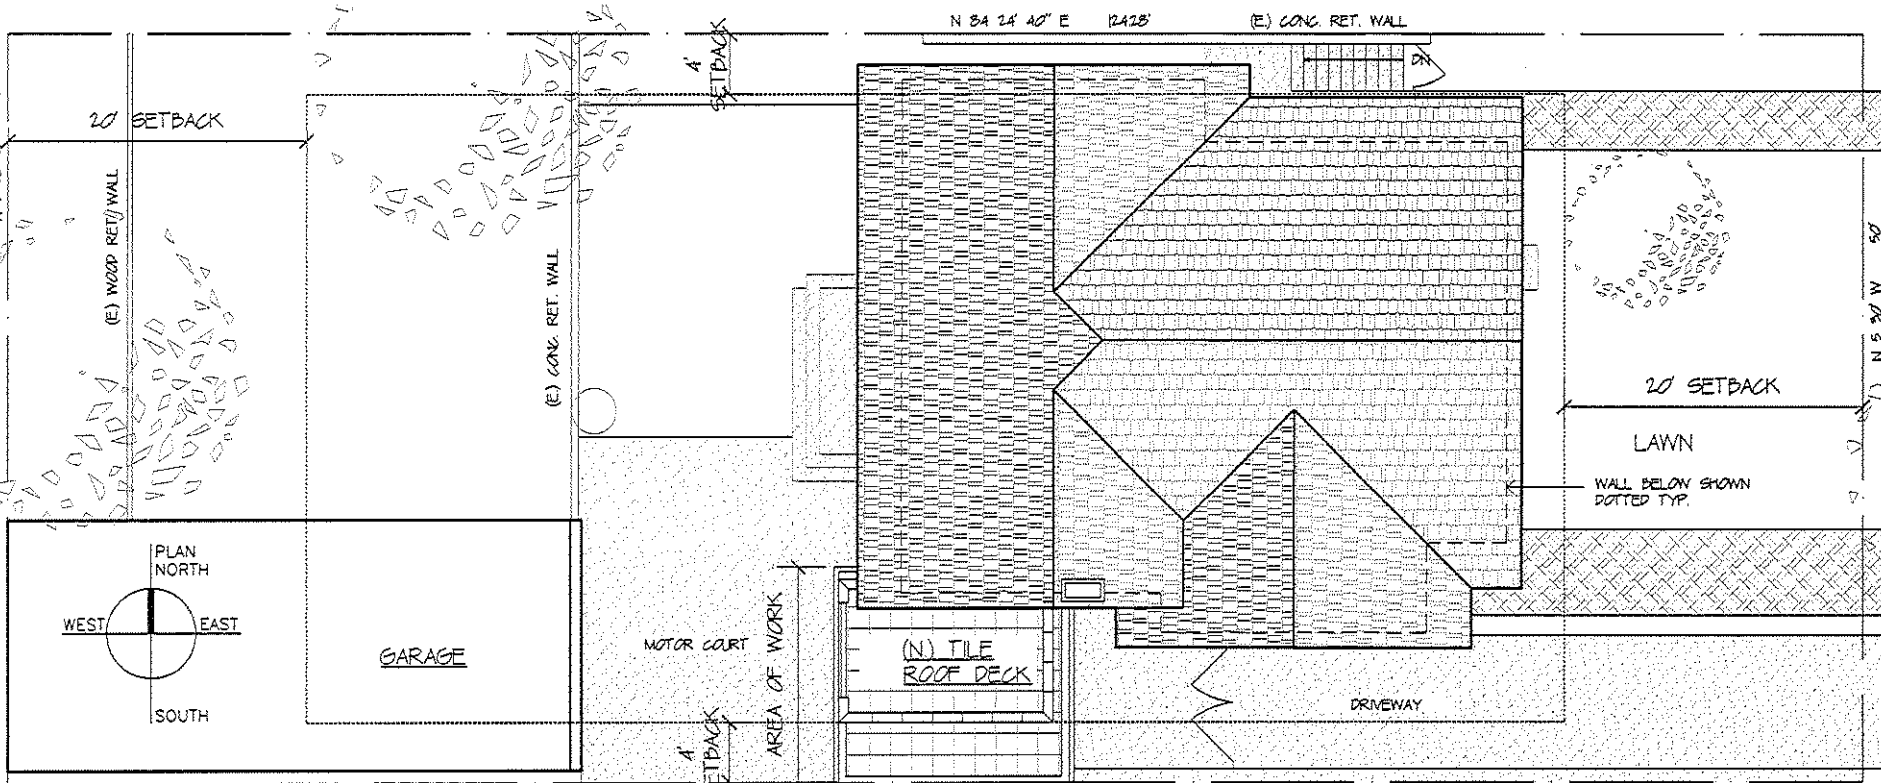 N 84 24' 40" E 124.28'
(E.) CONC. RET. WALL
DN
4'
SETBACK
20' SETBACK
(E.) WOOD RET'G WALL
(E.) CONC. RET. WALL
50'
N 5 30' W
20' SETBACK
LAWN
WALL BELOW SHOWN
DOTTED TYP.
PLAN
NORTH
WEST
EAST
SOUTH
GARAGE
MOTOR COURT
AREA OF WORK
(N.) TILE
ROOF DECK
DRIVEWAY
4'
ETBACK